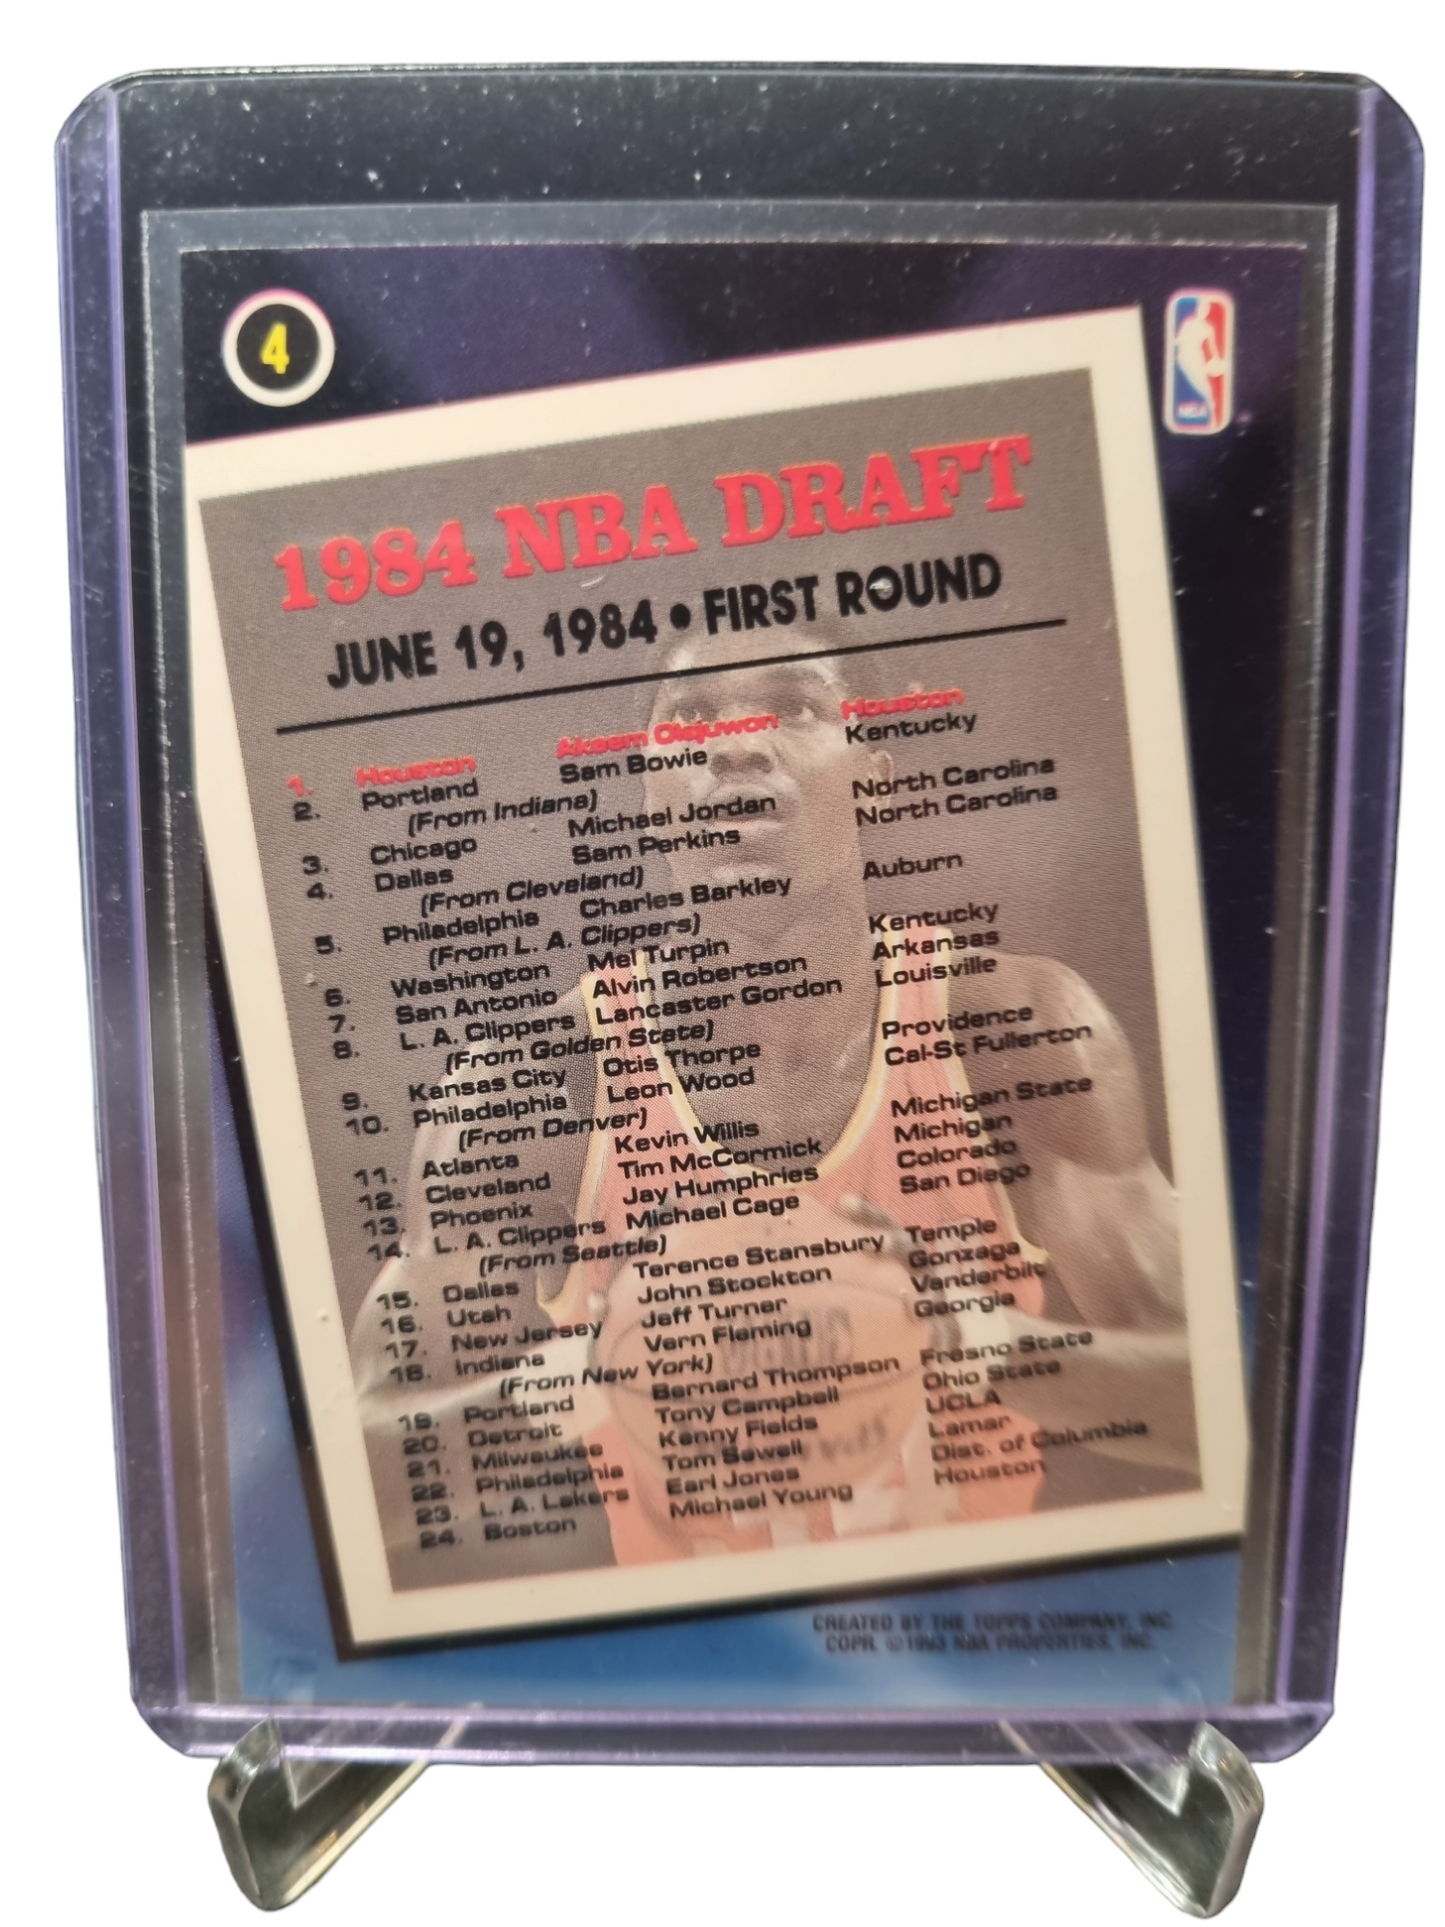 4
NBA
1984 NBA DRAFT
JUNE 19, 1984 • FIRST ROUND
1. Houston Akeem Olajuwon Houston
2. Portland Sam Bowie Kentucky
(From Indiana)
3. Chicago Michael Jordan North Carolina
4. Dallas Sam Perkins North Carolina
(From Cleveland)
5. Philadelphia Charles Barkley Auburn
(From L. A. Clippers)
6. Washington Mel Turpin Kentucky
7. San Antonio Alvin Robertson Arkansas
8. L. A. Clippers Lancaster Gordon Louisville
(From Golden State)
9. Kansas City Otis Thorpe Providence
10. Philadelphia Leon Wood Cal-St Fullerton
(From Denver)
11. Atlanta Kevin Willis Michigan State
12. Cleveland Tim McCormick Michigan
13. Phoenix Jay Humphries Colorado
14. L. A. Clippers Michael Cage San Diego
(From Seattle)
15. Dallas Terence Stansbury Temple
16. Utah John Stockton Gonzaga
17. New Jersey Jeff Turner Vanderbilt
18. Indiana Vern Fleming Georgia
(From New York)
19. Portland Bernard Thompson Fresno State
20. Detroit Tony Campbell Ohio State
21. Milwaukee Kenny Fields UCLA
22. Philadelphia Tom Sewell Lamar
23. L. A. Lakers Earl Jones Dist. of Columbia
24. Boston Michael Young Houston
CREATED BY THE TOPPS COMPANY, INC.
COPR. ©1993 NBA PROPERTIES, INC.